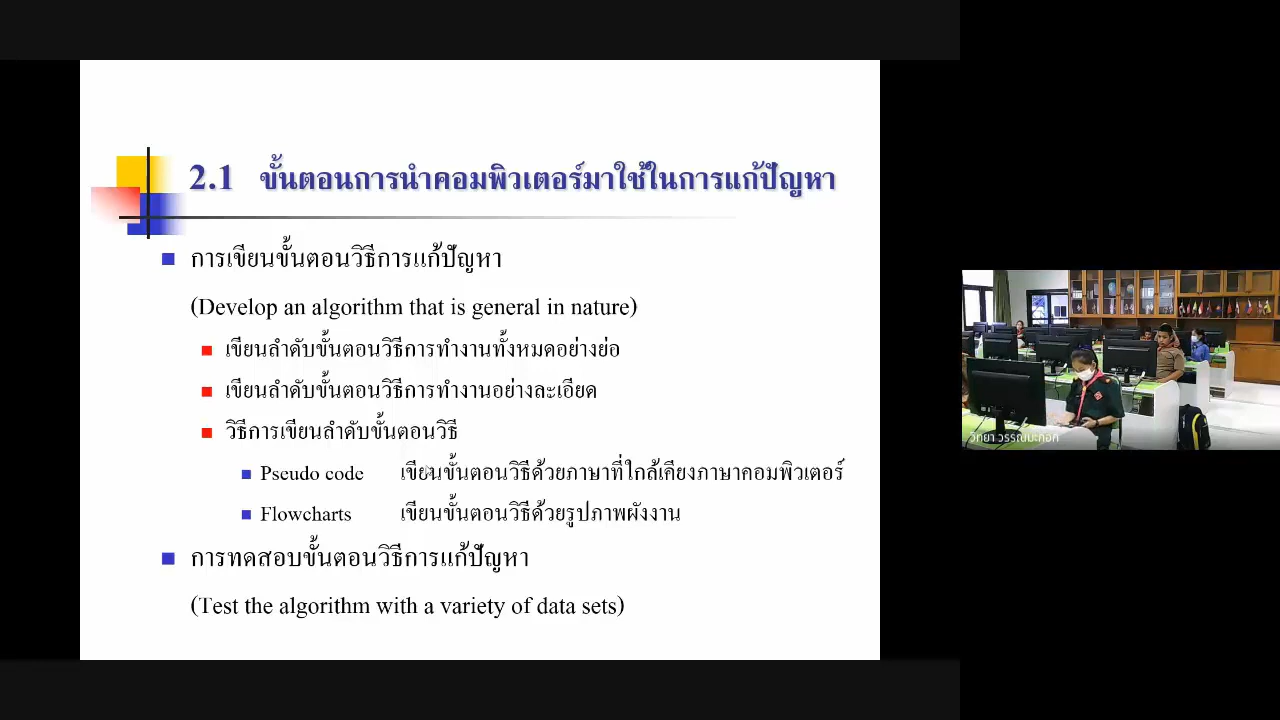 2.1 ขั้นตอนการนำคอมพิวเตอร์มาใช้ในการแก้ปัญหา
การเขียนขั้นตอนวิธีการแก้ปัญหา
(Develop an algorithm that is general in nature)
เขียนลำดับขั้นตอนวิธีการทำงานทั้งหมดอย่างย่อ
เขียนลำดับขั้นตอนวิธีการทำงานอย่างละเอียด
วิธีการเขียนลำดับขั้นตอนวิธี
Pseudo code เขียนขั้นตอนวิธีด้วยภาษาที่ใกล้เคียงภาษาคอมพิวเตอร์
Flowcharts เขียนขั้นตอนวิธีด้วยรูปภาพผังงาน
การทดสอบขั้นตอนวิธีการแก้ปัญหา
(Test the algorithm with a variety of data sets)
วิทยา